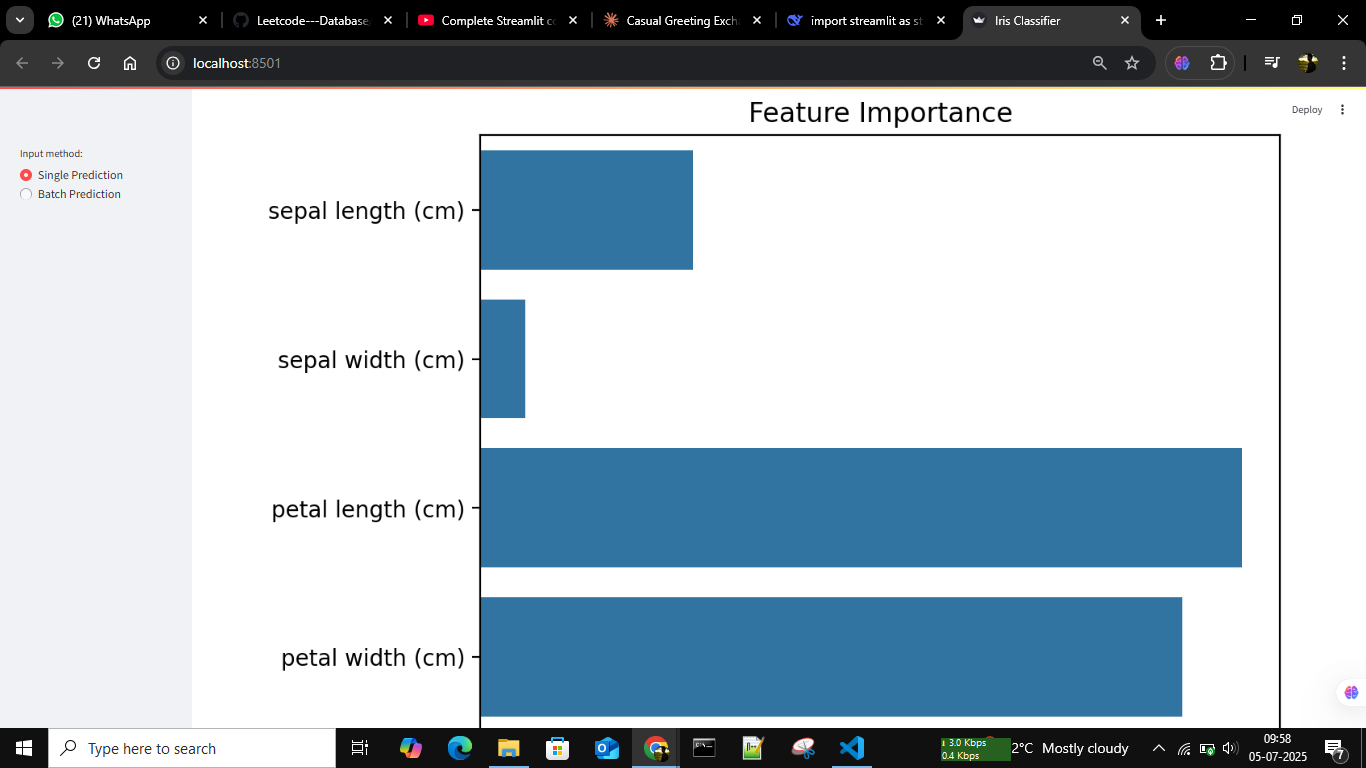 (21) WhatsApp
Leetcode---Database
Complete Streamlit co
Casual Greeting Exch
import streamlit as st
Iris Classifier
localhost:8501
Deploy
Input method:
Single Prediction
Batch Prediction
Feature Importance
sepal length (cm)
sepal width (cm)
petal length (cm)
petal width (cm)
Type here to search
3.0 Kbps
0.4 Kbps
2°C Mostly cloudy
09:58
05-07-2025
7